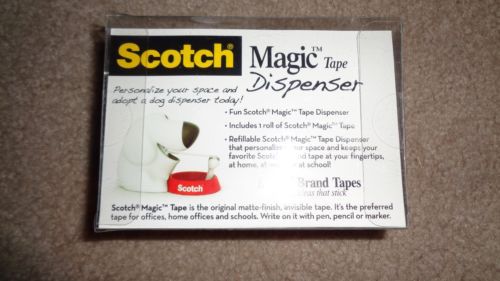 Scotch®
Magic™ Tape
Dispenser
Personalize your space and
adopt a dog dispenser today!
• Fun Scotch® Magic™ Tape Dispenser
• Includes 1 roll of Scotch® Magic™ Tape
• Refillable Scotch® Magic™ Tape Dispenser
that personalizes your space and keeps your
favorite Scotch® Brand tape at your fingertips,
at home, at work or at school!
Scotch
Brand Tapes
that stick
Scotch® Magic™ Tape is the original matte-finish, invisible tape. It's the preferred
tape for offices, home offices and schools. Write on it with pen, pencil or marker.